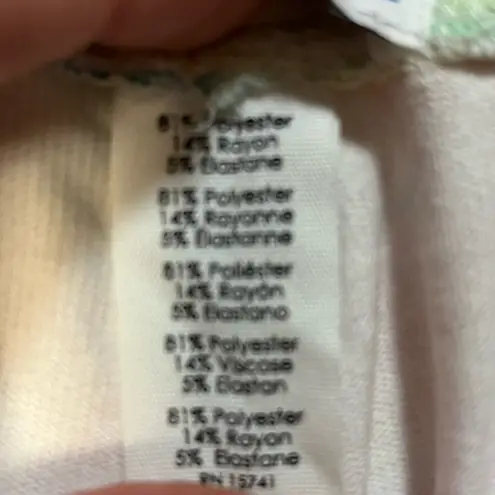 81% Polyester
14% Rayon
5% Elastane
81% Polyester
14% Rayonne
5% Élastanne
81% Poliéster
14% Rayón
5% Elastano
81% Polyester
14% Viscose
5% Elastan
81% Polyester
14% Rayon
5% Elastane
RN 15741